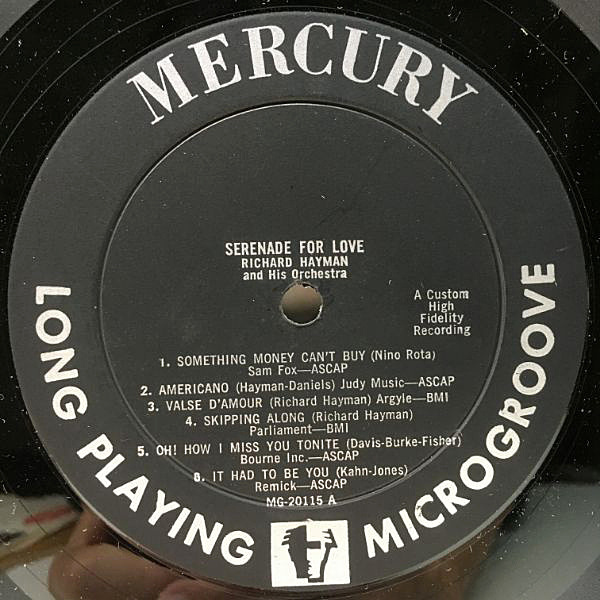 MERCURY
SERENADE FOR LOVE
RICHARD HAYMAN
and His Orchestra
A Custom
High
Fidelity
Recording
1. SOMETHING MONEY CAN'T BUY (Nino Rota)
Sam Fox—ASCAP
2. AMERICANO (Hayman-Daniels) Judy Music—ASCAP
3. VALSE D'AMOUR (Richard Hayman) Argyle—BMI
4. SKIPPING ALONG (Richard Hayman)
Parliament—BMI
5. OH! HOW I MISS YOU TONITE (Davis-Burke-Fisher)
Bourne Inc.—ASCAP
6. IT HAD TO BE YOU (Kahn-Jones)
Remick—ASCAP
MG-20115 A
LONG PLAYING MICROGROOVE